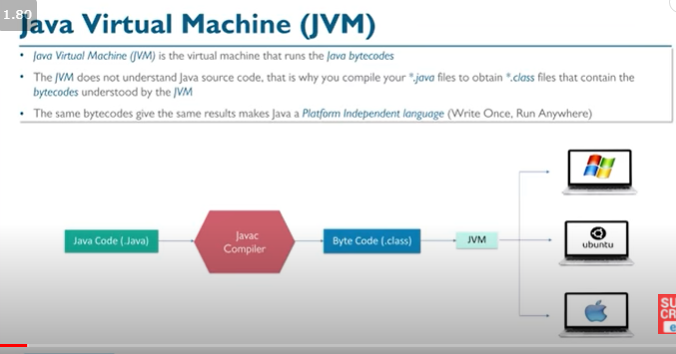 1.80
Java Virtual Machine (JVM)
• Java Virtual Machine (JVM) is the virtual machine that runs the Java bytecodes
• The JVM does not understand Java source code, that is why you compile your *.java files to obtain *.class files that contain the
bytecodes understood by the JVM
• The same bytecodes give the same results makes Java a Platform Independent language (Write Once, Run Anywhere)
Java Code (.Java)
Javac
Compiler
Byte Code (.class)
JVM
ubuntu
SU
CR
e